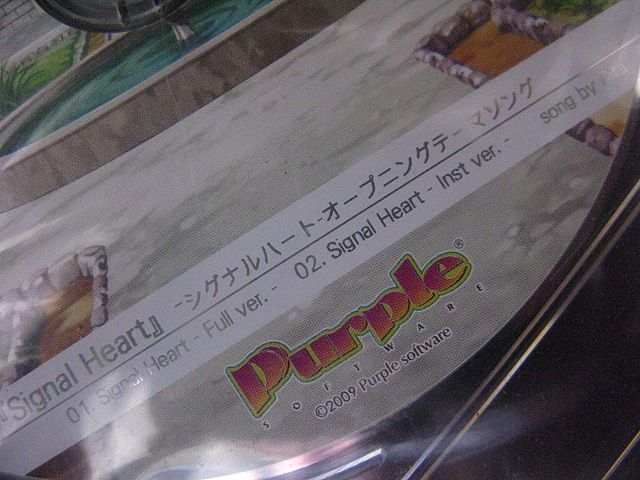 『Signal Heart』 -シグナルハート-オープニングテーマソング
01. Signal Heart - Full ver. - 02. Signal Heart - Inst ver. - song by
Purple®
SOFTWARE
©2009 Purple software